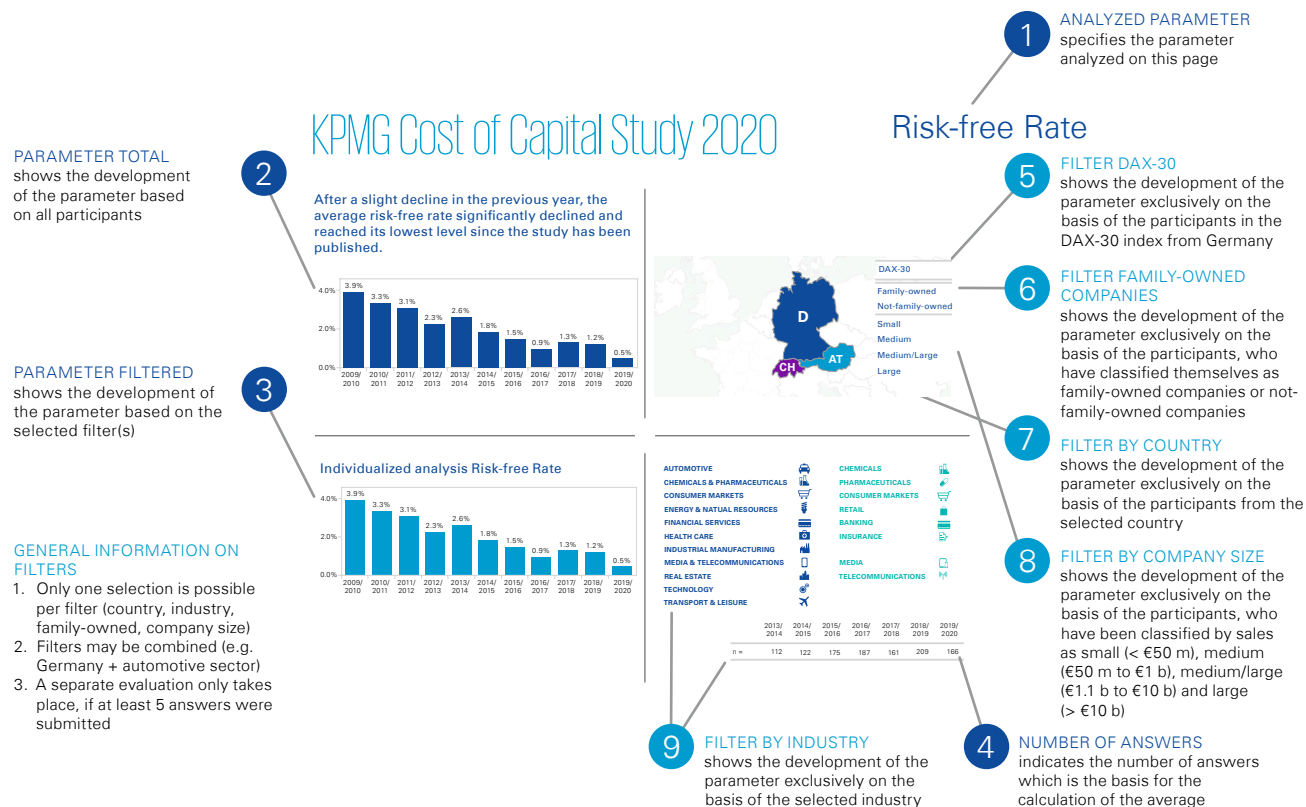 1
ANALYZED PARAMETER
specifies the parameter
analyzed on this page
KPMG Cost of Capital Study 2020
Risk-free Rate
PARAMETER TOTAL
shows the development
of the parameter based
on all participants
2
After a slight decline in the previous year, the
average risk-free rate significantly declined and
reached its lowest level since the study has been
published.
4.0%
2.0%
0.0%
3.9%
3.3%
3.1%
2.3%
2.6%
1.8%
1.5%
0.9%
1.3%
1.2%
0.5%
2009/ 2010/ 2011/ 2012/ 2013/ 2014/ 2015/ 2016/ 2017/ 2018/ 2019/
2010 2011 2012 2013 2014 2015 2016 2017 2018 2019 2020
D
AT
CH
DAX-30
Family-owned
Not-family-owned
Small
Medium
Medium/Large
Large
5
FILTER DAX-30
shows the development of the
parameter exclusively on the
basis of the participants in the
DAX-30 index from Germany
6
FILTER FAMILY-OWNED
COMPANIES
shows the development of the
parameter exclusively on the
basis of the participants, who
have classified themselves as
family-owned companies or not-
family-owned companies
PARAMETER FILTERED
shows the development of
the parameter based on the
selected filter(s)
3
Individualized analysis Risk-free Rate
4.0%
2.0%
0.0%
3.9%
3.3%
3.1%
2.3%
2.6%
1.8%
1.5%
0.9%
1.3%
1.2%
0.5%
2009/ 2010/ 2011/ 2012/ 2013/ 2014/ 2015/ 2016/ 2017/ 2018/ 2019/
2010 2011 2012 2013 2014 2015 2016 2017 2018 2019 2020
AUTOMOTIVE
CHEMICALS & PHARMACEUTICALS
CONSUMER MARKETS
ENERGY & NATUAL RESOURCES
FINANCIAL SERVICES
HEALTH CARE
INDUSTRIAL MANUFACTURING
MEDIA & TELECOMMUNICATIONS
REAL ESTATE
TECHNOLOGY
TRANSPORT & LEISURE
CHEMICALS
PHARMACEUTICALS
CONSUMER MARKETS
RETAIL
BANKING
INSURANCE
MEDIA
TELECOMMUNICATIONS
2013/ 2014/ 2015/ 2016/ 2017/ 2018/ 2019/
2014 2015 2016 2017 2018 2019 2020
n = 112 122 175 187 161 209 166
7
FILTER BY COUNTRY
shows the development of the
parameter exclusively on the
basis of the participants from the
selected country
8
FILTER BY COMPANY SIZE
shows the development of the
parameter exclusively on the
basis of the participants, who
have been classified by sales
as small (< €50 m), medium
(€50 m to €1 b), medium/large
(€1.1 b to €10 b) and large
(> €10 b)
GENERAL INFORMATION ON
FILTERS
1. Only one selection is possible
per filter (country, industry,
family-owned, company size)
2. Filters may be combined (e.g.
Germany + automotive sector)
3. A separate evaluation only takes
place, if at least 5 answers were
submitted
9
FILTER BY INDUSTRY
shows the development of the
parameter exclusively on the
basis of the selected industry
4
NUMBER OF ANSWERS
indicates the number of answers
which is the basis for the
calculation of the average